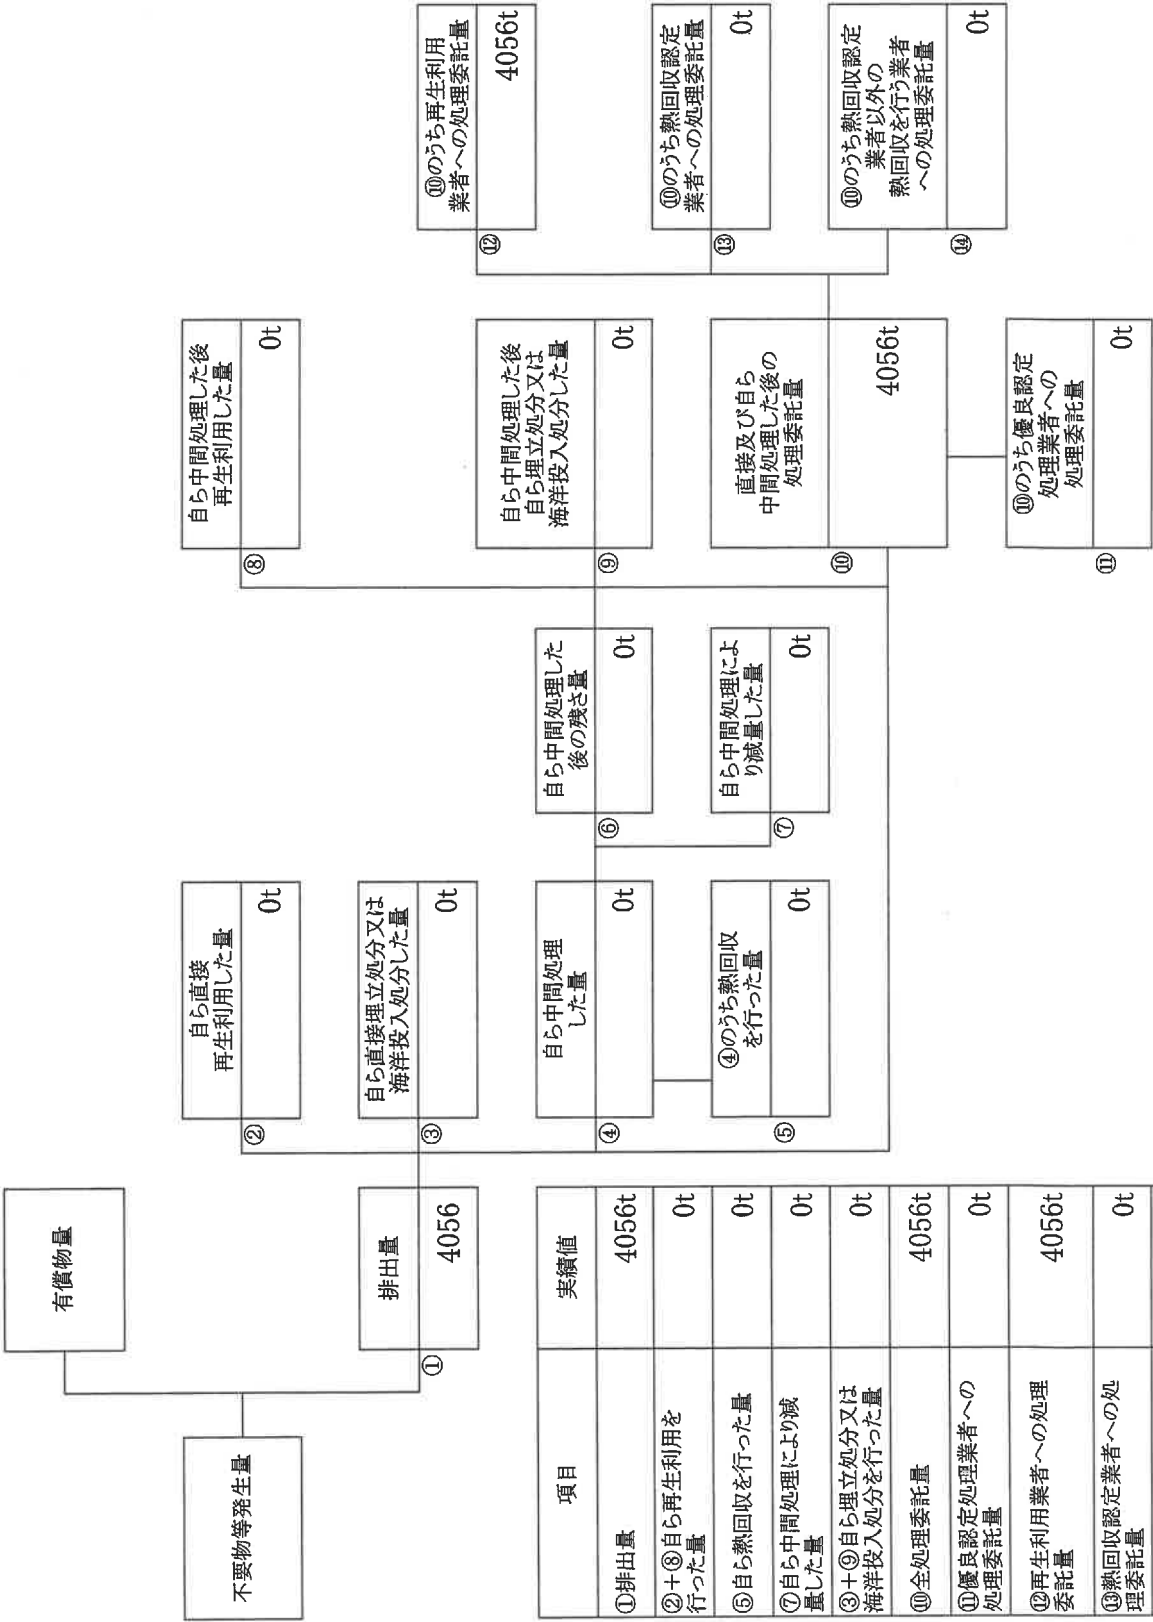 不要物等発生量
有償物量
①
排出量
4056
②
自ら直接
再生利用した量
0t
③
自ら直接埋立処分又は
海洋投入処分した量
0t
④
自ら中間処理
した量
0t
⑤
④のうち熱回収
を行った量
0t
⑥
自ら中間処理した
後の残さ量
0t
⑦
自ら中間処理によ
り減量した量
0t
⑧
自ら中間処理した後
再生利用した量
0t
⑨
自ら中間処理した後
自ら埋立処分又は
海洋投入処分した量
0t
⑩
直接及び自ら
中間処理した後の
処理委託量
4056t
⑪
⑩のうち優良認定
処理業者への
処理委託量
0t
⑫
⑩のうち再生利用
業者への処理委託量
4056t
⑬
⑩のうち熱回収認定
業者への処理委託量
0t
⑭
⑩のうち熱回収認定
業者以外の
熱回収を行う業者
への処理委託量
0t
項目 実績値
①排出量 4056t
②+⑧自ら再生利用を
行った量 0t
⑤自ら熱回収を行った量 0t
⑦自ら中間処理により減
量した量 0t
③+⑨自ら埋立処分又は
海洋投入処分を行った量 0t
⑩全処理委託量 4056t
⑪優良認定処理業者への
処理委託量 0t
⑫再生利用業者への処理
委託量 4056t
⑬熱回収認定業者への処
理委託量 0t